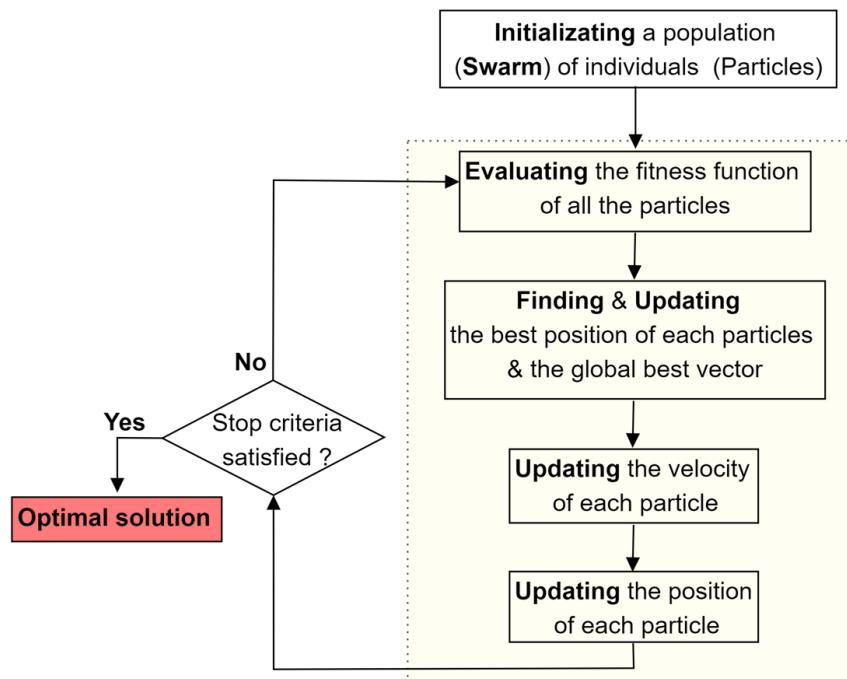 Initializating a population
(Swarm) of individuals (Particles)
Evaluating the fitness function
of all the particles
Finding & Updating
the best position of each particles
& the global best vector
Updating the velocity
of each particle
Updating the position
of each particle
No
Stop criteria
satisfied ?
Yes
Optimal solution